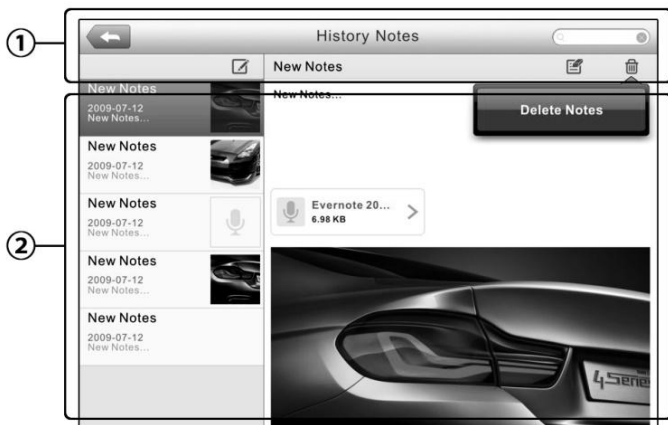 1
History Notes
New Notes
New Notes
2009-07-12
New Notes...
New Notes...
Delete Notes
New Notes
2009-07-12
New Notes...
New Notes
2009-07-12
New Notes...
Evernote 20...
6.98 KB
2
New Notes
2009-07-12
New Notes...
New Notes
2009-07-12
New Notes...
4Serie